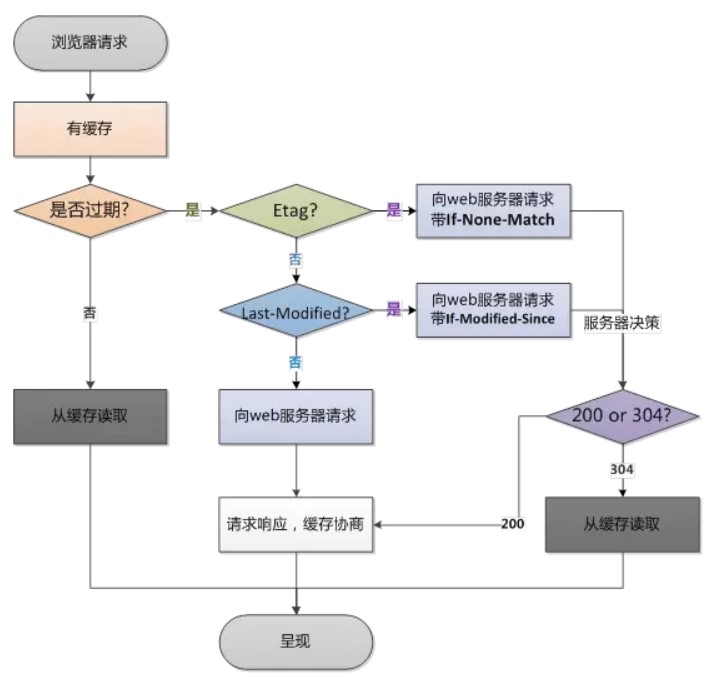 浏览器请求
有缓存
是否过期?
是
Etag?
是
向web服务器请求
带If-None-Match
否
否
Last-Modified?
是
向web服务器请求
带If-Modified-Since
服务器决策
否
从缓存读取
向web服务器请求
200 or 304?
304
请求响应，缓存协商
200
从缓存读取
呈现